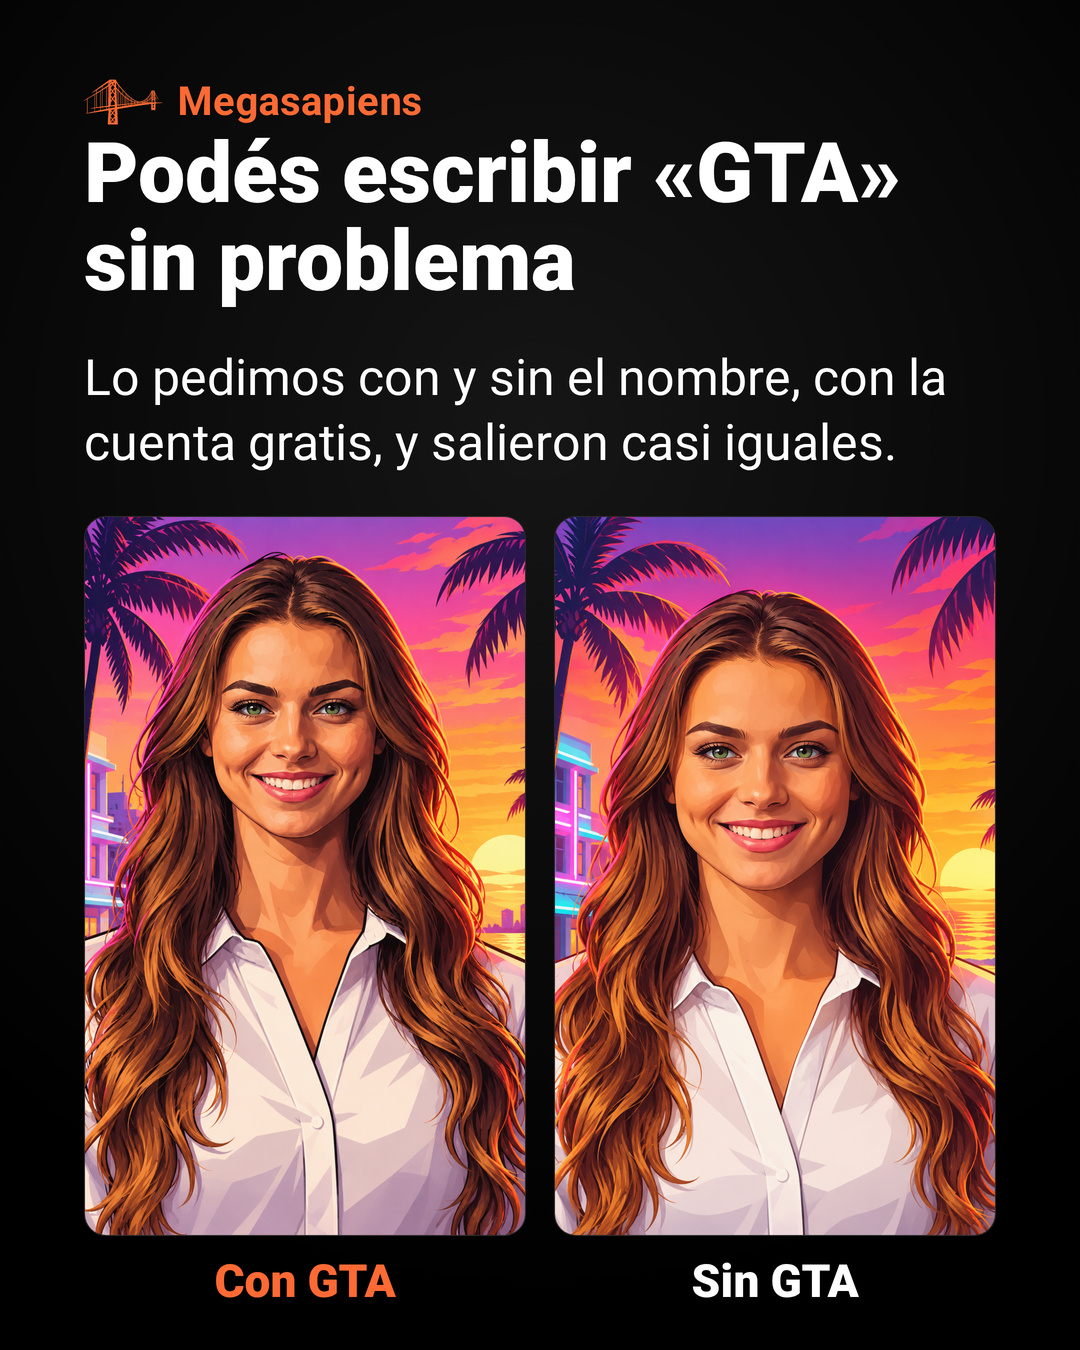 Megasapiens
Podés escribir «GTA»
sin problema
Lo pedimos con y sin el nombre, con la
cuenta gratis, y salieron casi iguales.
Con GTA
Sin GTA